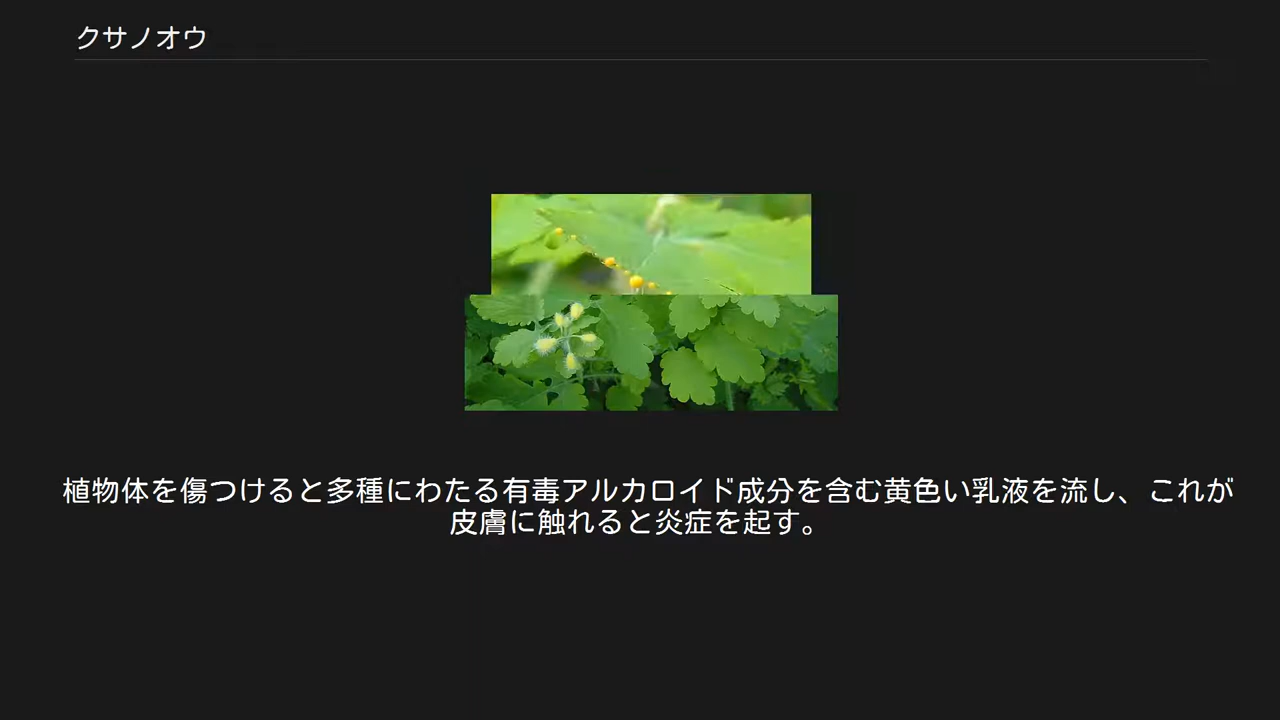 クサノオウ
植物体を傷つけると多種にわたる有毒アルカロイド成分を含む黄色い乳液を流し、これが
皮膚に触れると炎症を起す。